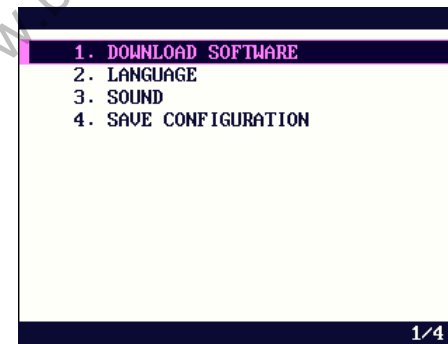 1. DOWNLOAD SOFTWARE
2. LANGUAGE
3. SOUND
4. SAVE CONFIGURATION
1/4